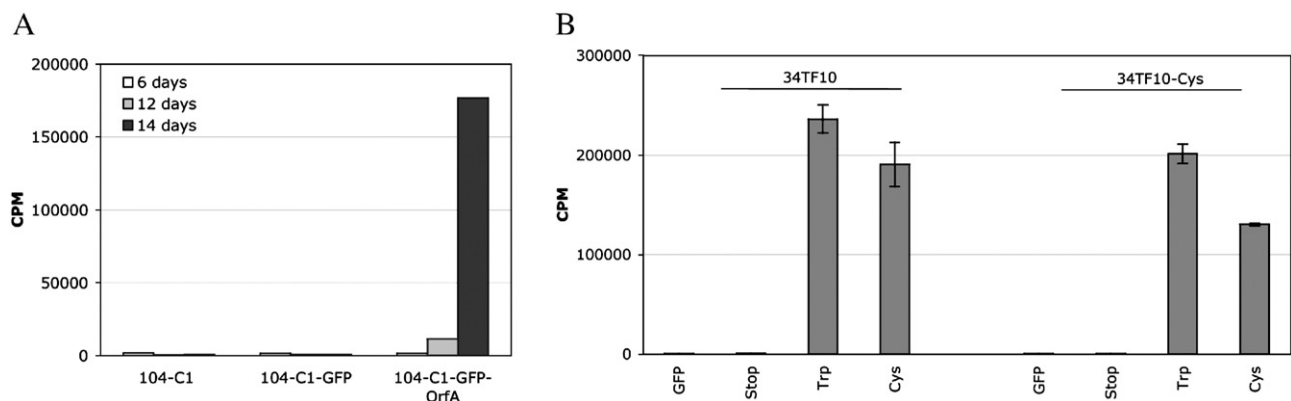 A
CPM
200000
150000
100000
50000
0
6 days
12 days
14 days
104-C1
104-C1-GFP
104-C1-GFP-
OrfA
B
CPM
300000
200000
100000
0
34TF10
34TF10-Cys
GFP
Stop
Trp
Cys
GFP
Stop
Trp
Cys